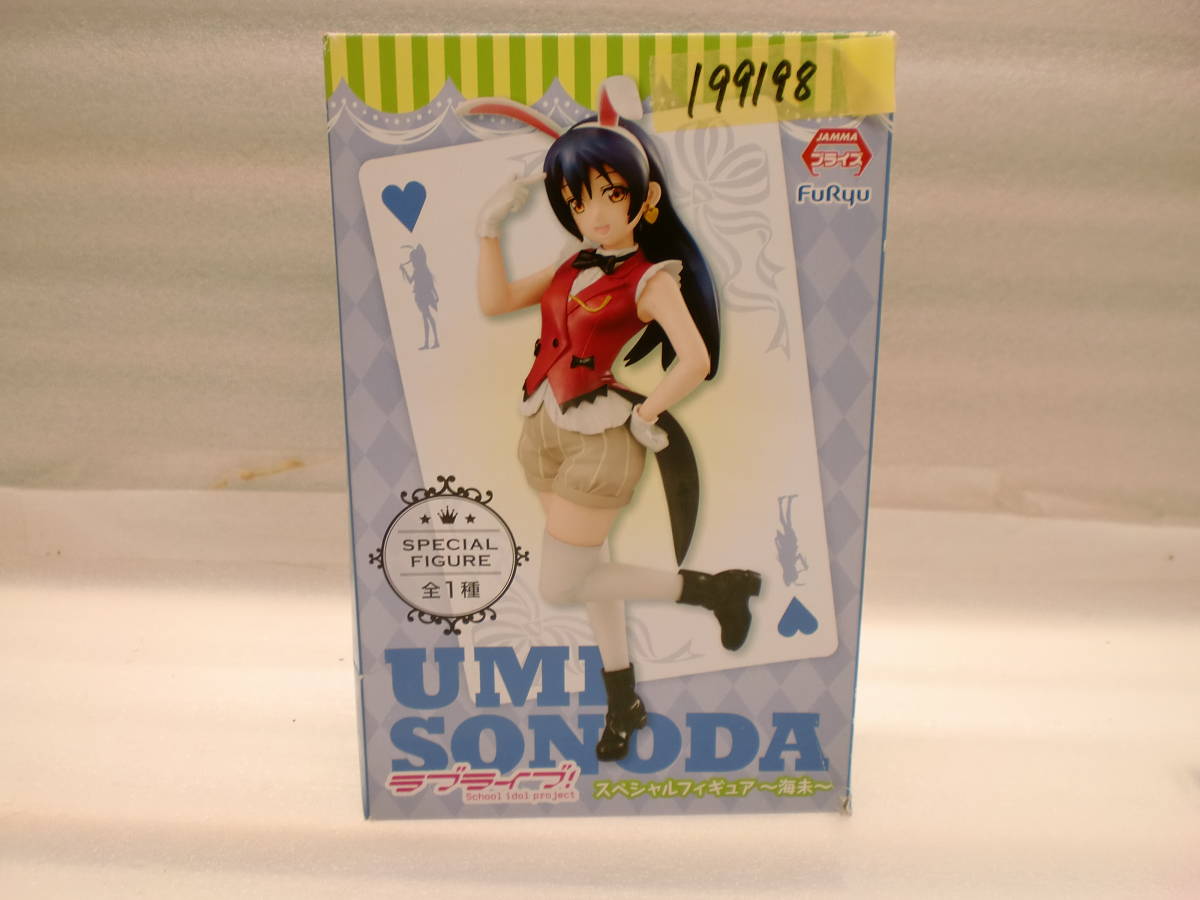 199198
JAMMA
プライズ
FuRyu
SPECIAL
FIGURE
全1種
UMI
SONODA
ラブライブ!
School idol project
スペシャルフィギュア ～海未～